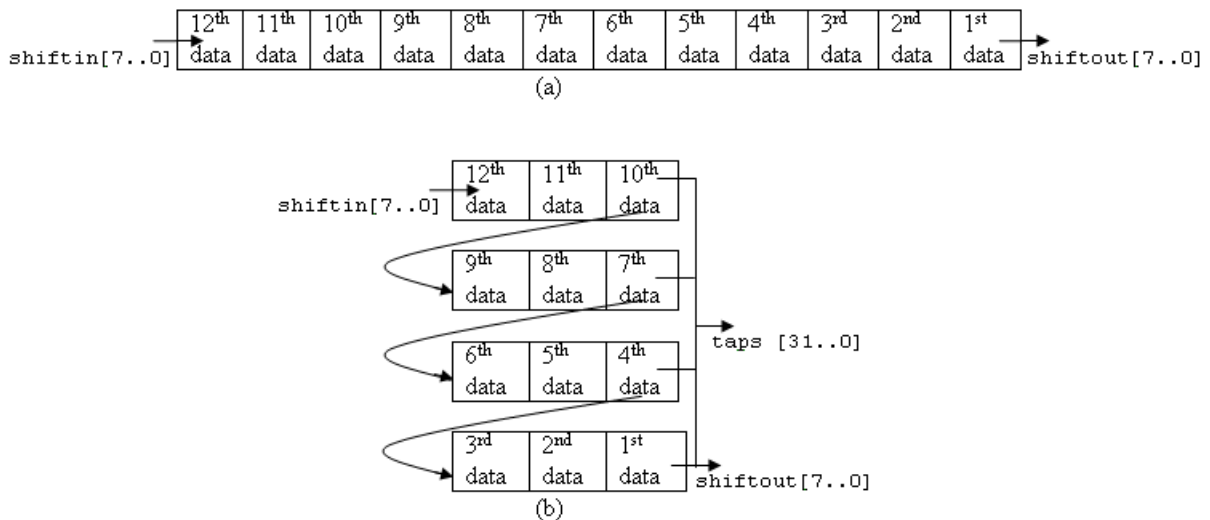 12th 11th 10th 9th 8th 7th 6th 5th 4th 3rd 2nd 1st
shiftin[7..0] data data data data data data data data data data data data shiftout[7..0]
(a)
12th 11th 10th
shiftin[7..0] data data data
9th 8th 7th
data data data
taps [31..0]
6th 5th 4th
data data data
3rd 2nd 1st
data data data shiftout[7..0]
(b)